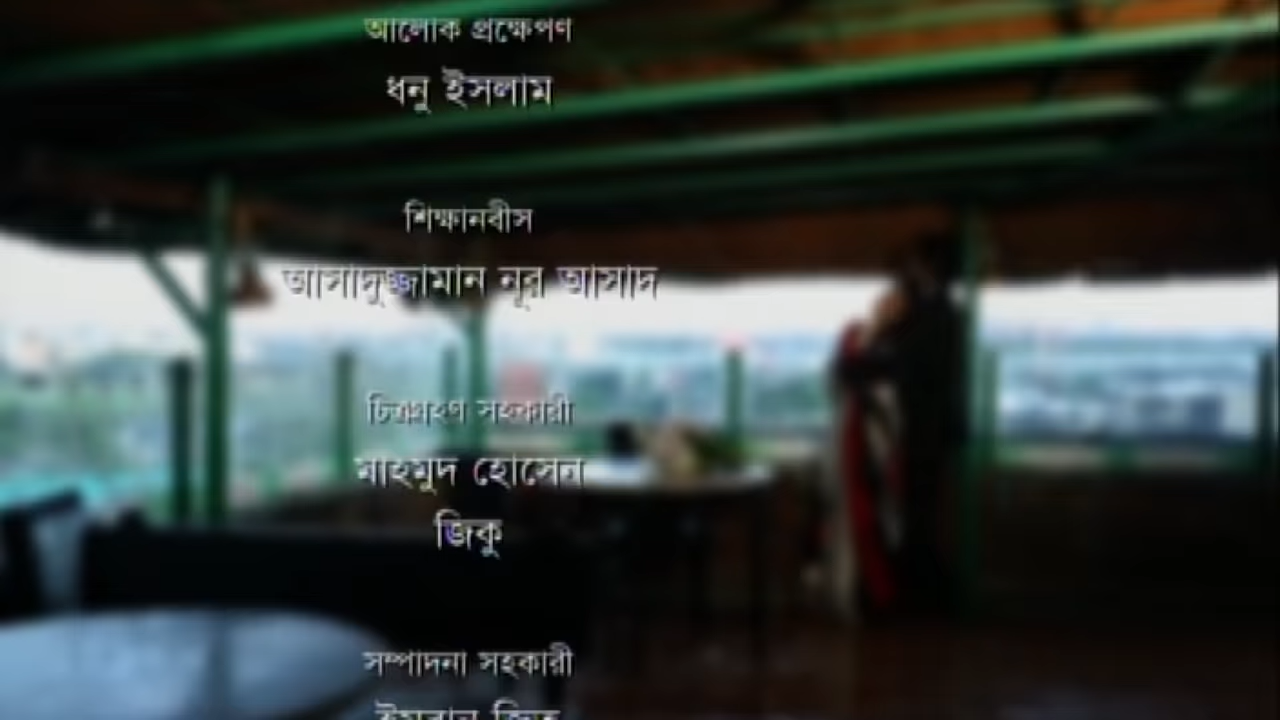 আলোক প্রক্ষেপণ
ধনু ইসলাম
শিক্ষানবীস
আসাদুজ্জামান নূর আসাদ
চিত্রগ্রহণ সহকারী
মাহমুদ হোসেন
জিকু
সম্পাদনা সহকারী